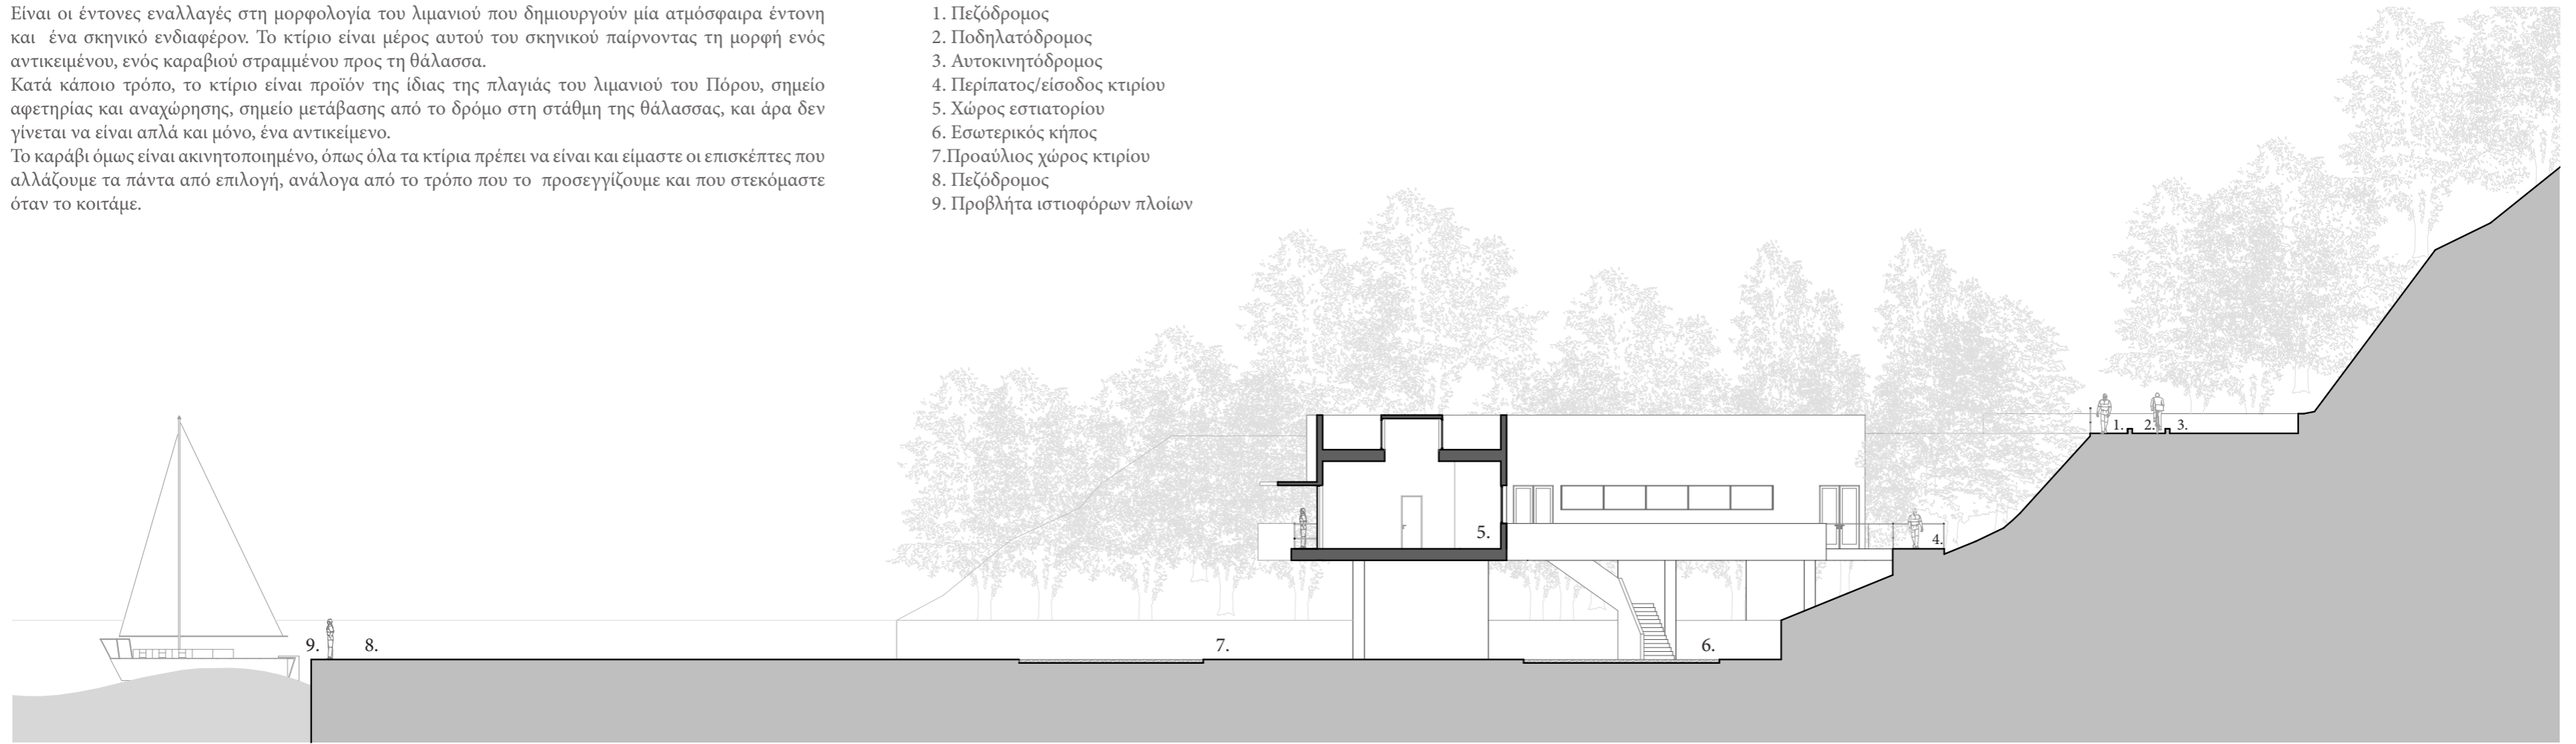 Είναι οι έντονες εναλλαγές στη μορφολογία του λιμανιού που δημιουργούν μία ατμόσφαιρα έντονη
και ένα σκηνικό ενδιαφέρον. Το κτίριο είναι μέρος αυτού του σκηνικού παίρνοντας τη μορφή ενός
αντικειμένου, ενός καραβιού στραμμένου προς τη θάλασσα.
Κατά κάποιο τρόπο, το κτίριο είναι προϊόν της ίδιας της πλαγιάς του λιμανιού του Πόρου, σημείο
αφετηρίας και αναχώρησης, σημείο μετάβασης από το δρόμο στη στάθμη της θάλασσας, και άρα δεν
γίνεται να είναι απλά και μόνο, ένα αντικείμενο.
Το καράβι όμως είναι ακινητοποιημένο, όπως όλα τα κτίρια πρέπει να είναι και είμαστε οι επισκέπτες που
αλλάζουμε τα πάντα από επιλογή, ανάλογα από το τρόπο που το προσεγγίζουμε και που στεκόμαστε
όταν το κοιτάμε.
1. Πεζόδρομος
2. Ποδηλατόδρομος
3. Αυτοκινητόδρομος
4. Περίπατος/είσοδος κτιρίου
5. Χώρος εστιατορίου
6. Εσωτερικός κήπος
7.Προαύλιος χώρος κτιρίου
8. Πεζόδρομος
9. Προβλήτα ιστιοφόρων πλοίων
1. 2. 3.
5.
4.
9. 8. 7. 6.